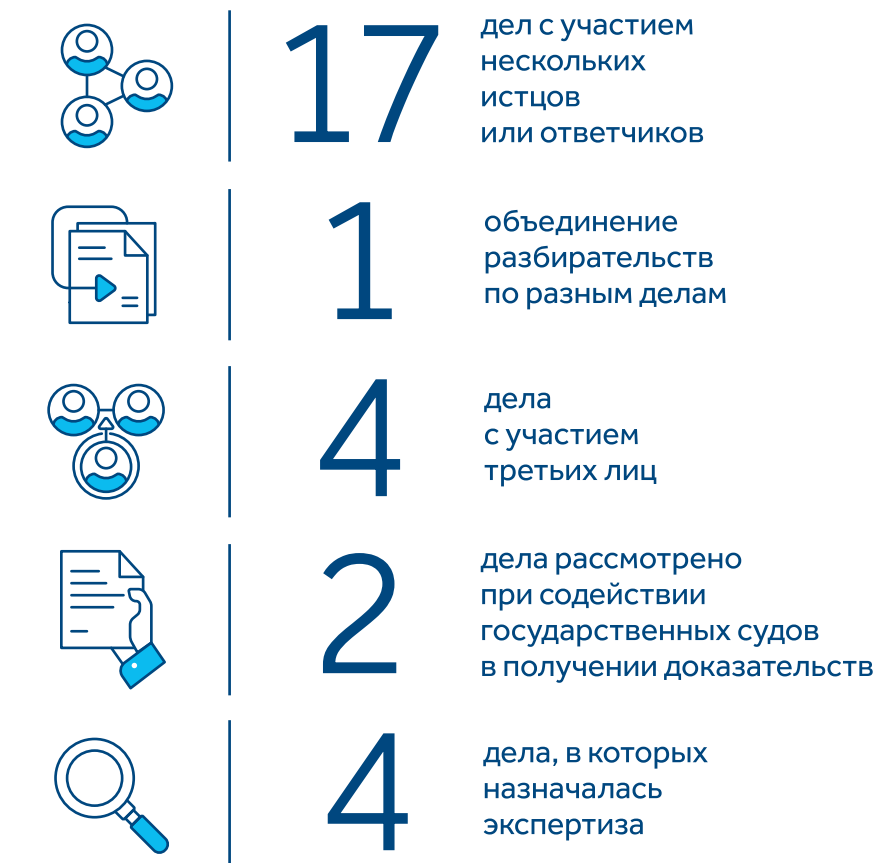 17
дел с участием
нескольких
истцов
или ответчиков
1
объединение
разбирательств
по разным делам
4
дела
с участием
третьих лиц
2
дела рассмотрено
при содействии
государственных судов
в получении доказательств
4
дела, в которых
назначалась
экспертиза